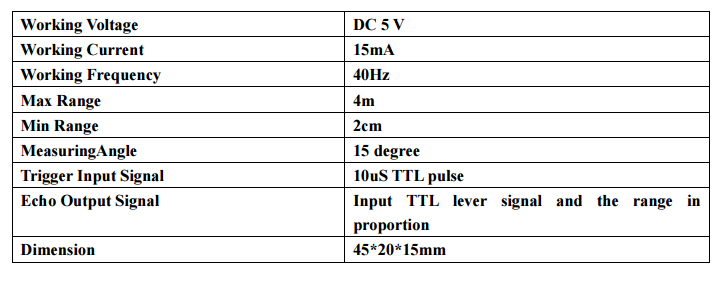 Working Voltage DC 5 V
Working Current 15mA
Working Frequency 40Hz
Max Range 4m
Min Range 2cm
MeasuringAngle 15 degree
Trigger Input Signal 10uS TTL pulse
Echo Output Signal Input TTL lever signal and the range in
proportion
Dimension 45*20*15mm